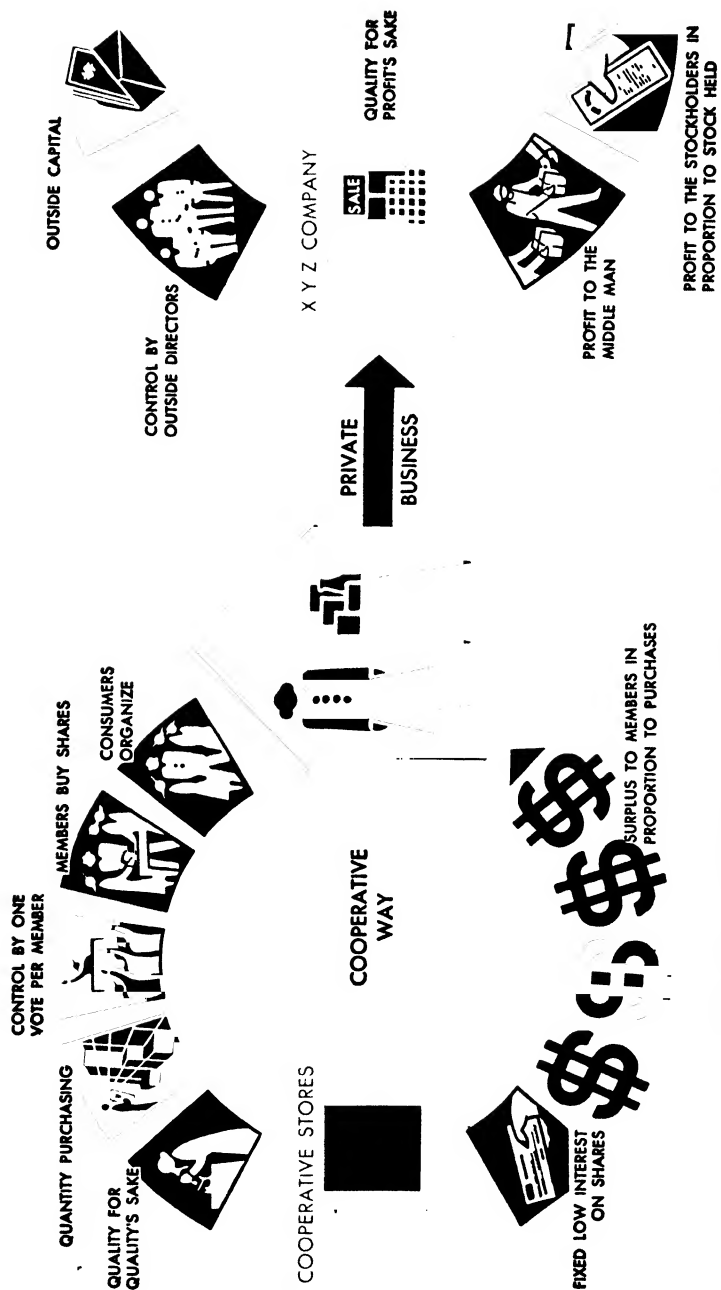 CONSUMERS
ORGANIZE
MEMBERS BUY SHARES
CONTROL BY ONE
VOTE PER MEMBER
QUANTITY PURCHASING
QUALITY FOR
QUALITY'S SAKE
COOPERATIVE STORES
COOPERATIVE
WAY
FIXED LOW INTEREST
ON SHARES
$
$
$
$
SURPLUS TO MEMBERS IN
PROPORTION TO PURCHASES
PRIVATE
BUSINESS
OUTSIDE CAPITAL
$
CONTROL BY
OUTSIDE DIRECTORS
X Y Z COMPANY
SALE
QUALITY FOR
PROFIT'S SAKE
PROFIT TO THE
MIDDLE MAN
PROFIT TO THE STOCKHOLDERS IN
PROPORTION TO STOCK HELD